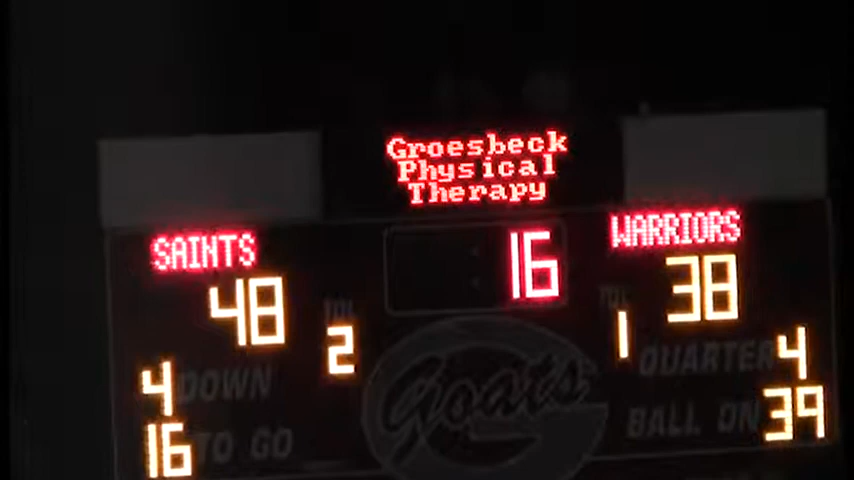 Groesbeck
Physical
Therapy
SAINTS
16
WARRIORS
48
38
TOL
2
TOL
1
4 DOWN
QUARTER 4
Goats
16 TO GO
BALL ON 39